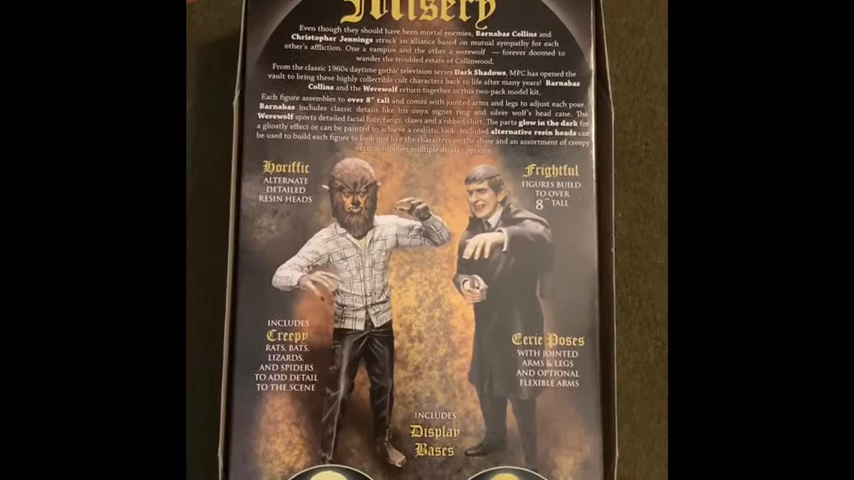 Misery
Even though they should have been mortal enemies, Barnabas Collins and
Christopher Jennings struck an alliance based on mutual sympathy for each
other's affliction. One a vampire and the other a werewolf — forever doomed to
wander the troubled estate of Collinwood.
From the classic 1960s daytime gothic television series Dark Shadows, MPC has opened the
vault to bring these highly collectible cult characters back to life after many years! Barnabas
Collins and the Werewolf return together in this two-pack model kit.
Each figure assembles to over 8" tall and comes with jointed arms and legs to adjust each pose.
Barnabas includes classic details like his onyx signet ring and silver wolf's head cane. The
Werewolf sports detailed facial hair, fangs, claws and a ribbed shirt. The parts glow in the dark for
a ghostly effect or can be painted to achieve a realistic look. Included alternative resin heads can
be used to build each figure to look just like the characters on the show and an assortment of creepy
vermin supplies multiple display options.
Horiffic
ALTERNATE
DETAILED
RESIN HEADS
Frightful
FIGURES BUILD
TO OVER
8" TALL
INCLUDES
Creepy
RATS, BATS,
LIZARDS,
AND SPIDERS
TO ADD DETAIL
TO THE SCENE
Eerie Poses
WITH JOINTED
ARMS & LEGS
AND OPTIONAL
FLEXIBLE ARMS
INCLUDES
Display
Bases